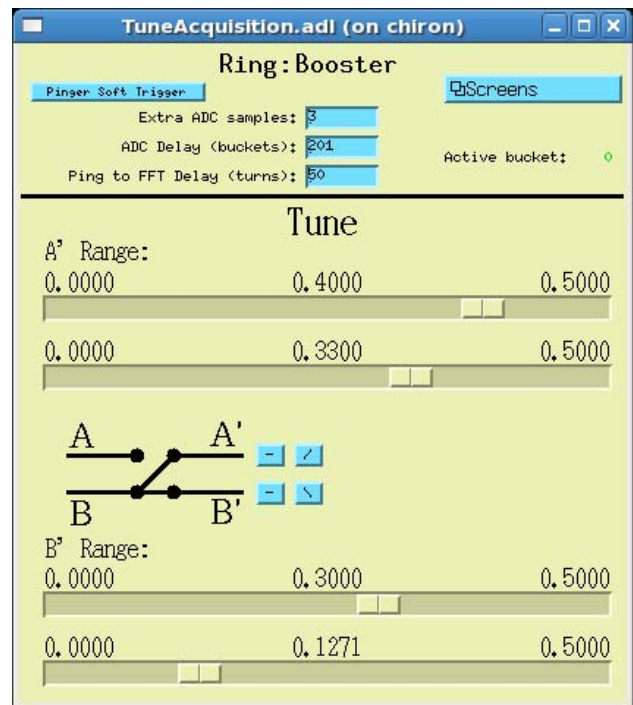 TuneAcquisition.adl (on chiron)
Ring:Booster
Pinger Soft Trigger
Screens
Extra ADC samples: 3
ADC Delay (buckets): 201
Active bucket: 0
Ping to FFT Delay (turns): 50
Tune
A' Range:
0.0000 0.4000 0.5000
0.0000 0.3300 0.5000
A A'
- /
- \
B B'
B' Range:
0.0000 0.3000 0.5000
0.0000 0.1271 0.5000